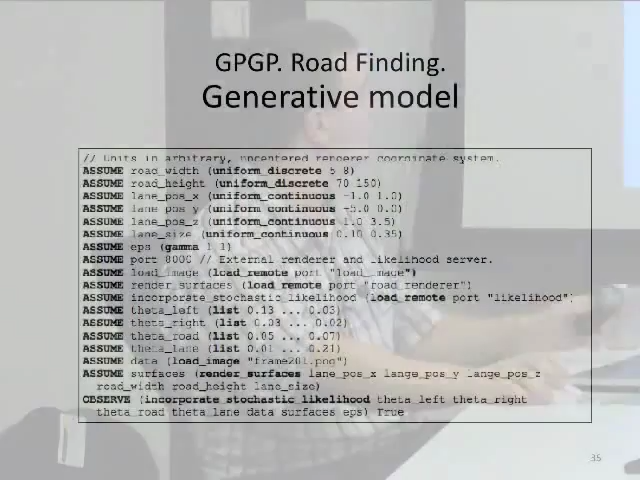 GPGP. Road Finding.
Generative model
// Units in arbitrary, uncentered renderer coordinate system.
ASSUME road_width (uniform_discrete 5 8)
ASSUME road_height (uniform_discrete 70 150)
ASSUME lane_pos_x (uniform_continuous -1.0 1.0)
ASSUME lane_pos_y (uniform_continuous -5.0 0.0)
ASSUME lane_pos_z (uniform_continuous 1.0 3.5)
ASSUME lane_size (uniform_continuous 0.10 0.35)
ASSUME eps (gamma 1 1)
ASSUME port 8000 // External renderer and likelihood server.
ASSUME load_image (load_remote port "load_image")
ASSUME render_surfaces (load_remote port "road_renderer")
ASSUME incorporate_stochastic_likelihood (load_remote port "likelihood")
ASSUME theta_left (list 0.13 ... 0.03)
ASSUME theta_right (list 0.03 ... 0.02)
ASSUME theta_road (list 0.05 ... 0.07)
ASSUME theta_lane (list 0.01 ... 0.21)
ASSUME data (load_image "frame201.png")
ASSUME surfaces (render_surfaces lane_pos_x lange_pos_y lange_pos_z
road_width road_height lane_size)
OBSERVE (incorporate_stochastic_likelihood theta_left theta_right
theta_road theta_lane data surfaces eps) True
35